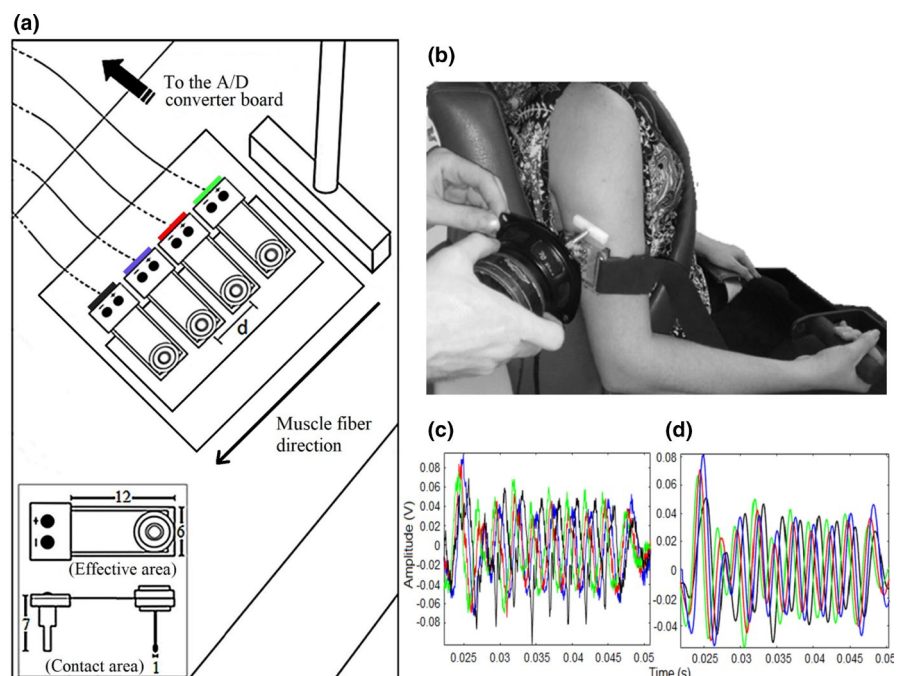 (a)
To the A/D
converter board
+
−
+
−
+
−
+
−
d
Muscle fiber
direction
12
+
−
6
(Effective area)
7
(Contact area)
1
(b)
(c)
Amplitude (V)
0.08
0.06
0.04
0.02
0
-0.02
-0.04
-0.06
-0.08
0.025 0.03 0.035 0.04 0.045 0.05
(d)
0.08
0.06
0.04
0.02
0
-0.02
-0.04
0.025 0.03 0.035 0.04 0.045 0.05
Time (s)